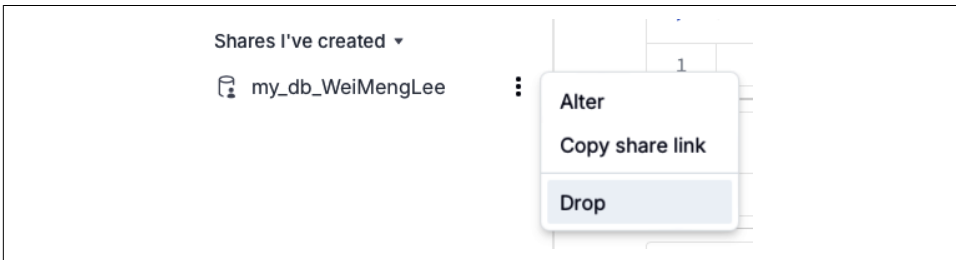 Shares I've created
my_db_WeiMengLee
1
Alter
Copy share link
Drop